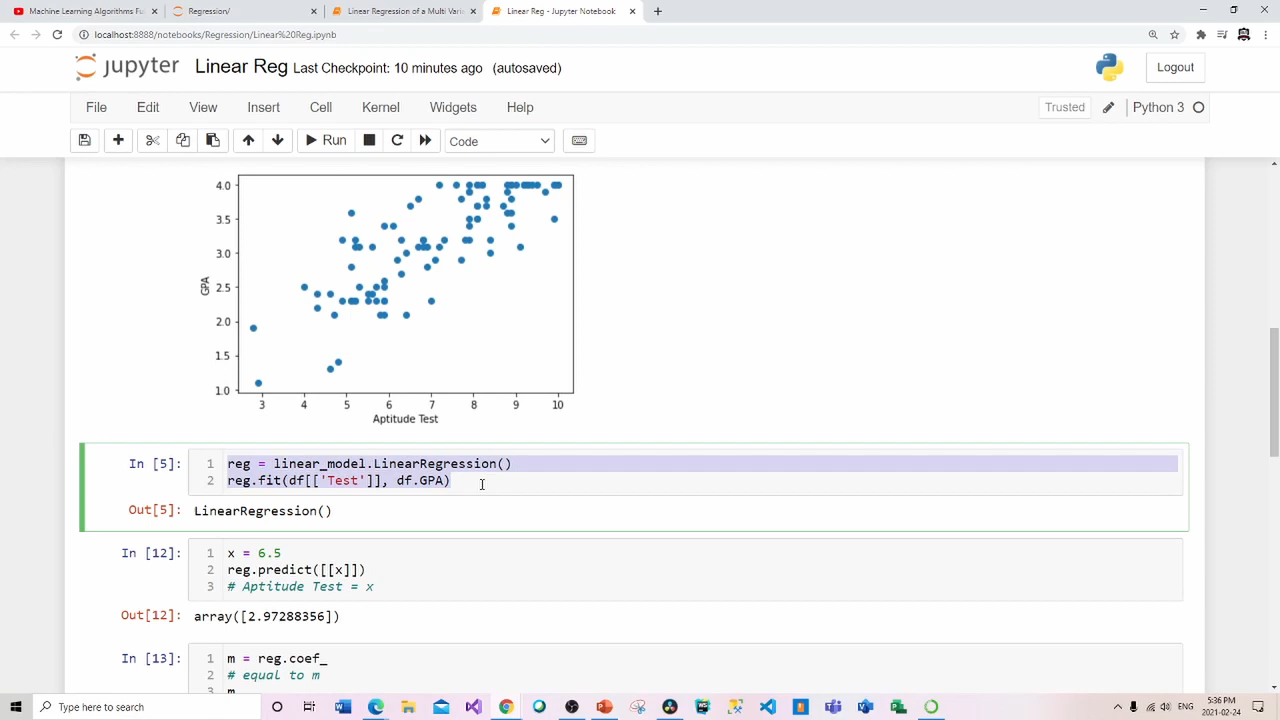 Machine Learning Algorithms Fu
Regression/
Linear Regression of a Multi Vari
Linear Reg - Jupyter Notebook
localhost:8888/notebooks/Regression/Linear%20Reg.ipynb
jupyter Linear Reg Last Checkpoint: 10 minutes ago (autosaved)
Logout
File Edit View Insert Cell Kernel Widgets Help
Trusted
Python 3
Run
Code
4.0
3.5
3.0
2.5
2.0
1.5
1.0
GPA
3 4 5 6 7 8 9 10
Aptitude Test
In [5]:
1 reg = linear_model.LinearRegression()
2 reg.fit(df[['Test']], df.GPA)
Out[5]: LinearRegression()
In [12]:
1 x = 6.5
2 reg.predict([[x]])
3 # Aptitude Test = x
Out[12]: array([2.97288356])
In [13]:
1 m = reg.coef_
2 # equal to m
3 m
Type here to search
ENG
5:36 PM
2021-02-24